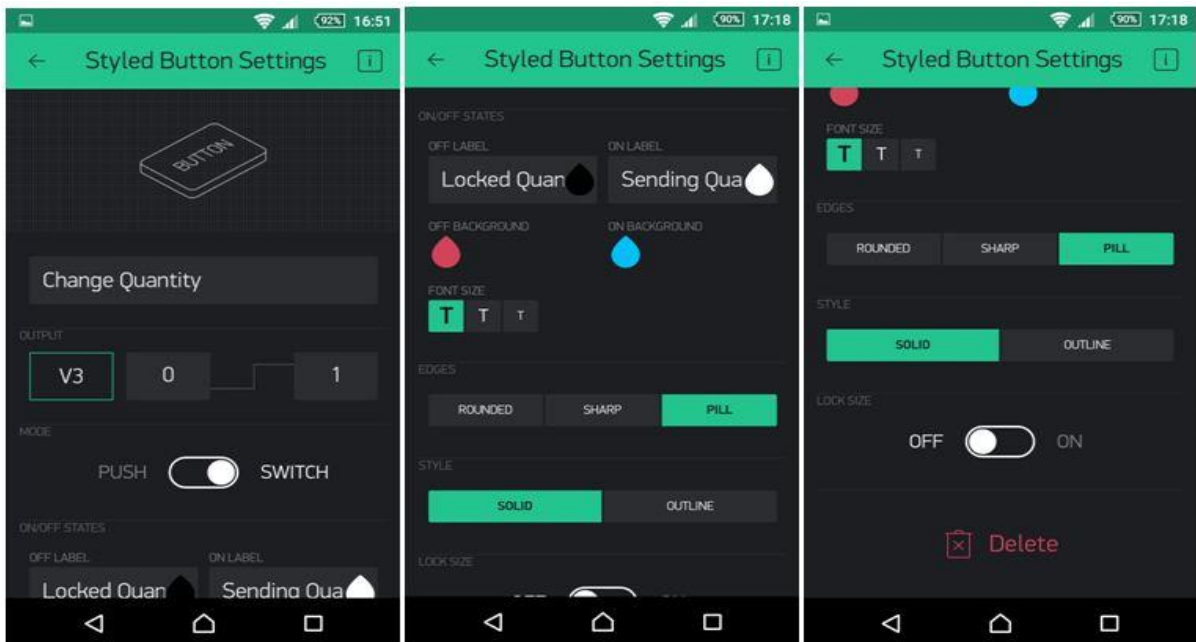 92% 16:51
Styled Button Settings i
BUTTON
Change Quantity
OUTPUT
V3 0 1
MODE
PUSH SWITCH
ON/OFF STATES
OFF LABEL ON LABEL
Locked Quan Sending Qua
90% 17:18
Styled Button Settings i
ON/OFF STATES
OFF LABEL ON LABEL
Locked Quan Sending Qua
OFF BACKGROUND ON BACKGROUND
FONT SIZE
T T T
EDGES
ROUNDED SHARP PILL
STYLE
SOLID OUTLINE
LOCK SIZE
OFF ON
90% 17:18
Styled Button Settings i
FONT SIZE
T T T
EDGES
ROUNDED SHARP PILL
STYLE
SOLID OUTLINE
LOCK SIZE
OFF ON
Delete